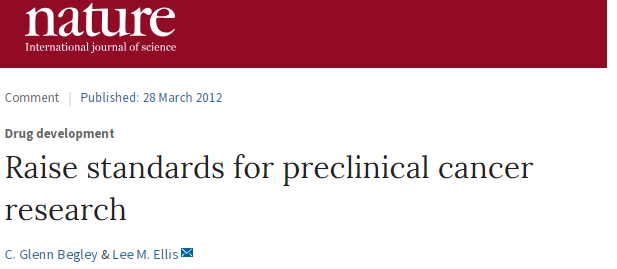 nature
International journal of science
Comment | Published: 28 March 2012
Drug development
Raise standards for preclinical cancer
research
C. Glenn Begley & Lee M. Ellis